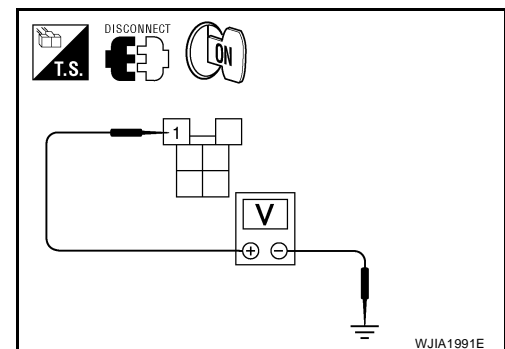 DISCONNECT
T.S.
ON
1
V
+ −
WJIA1991E